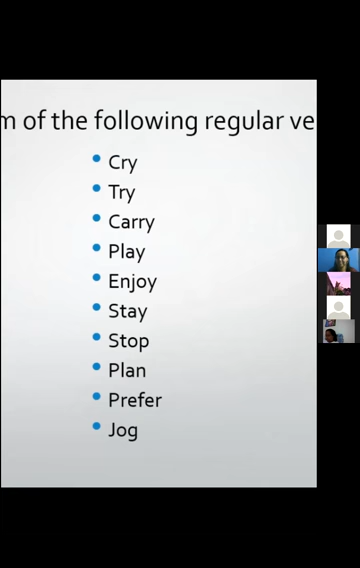 m of the following regular ve
Cry
Try
Carry
Play
Enjoy
Stay
Stop
Plan
Prefer
Jog